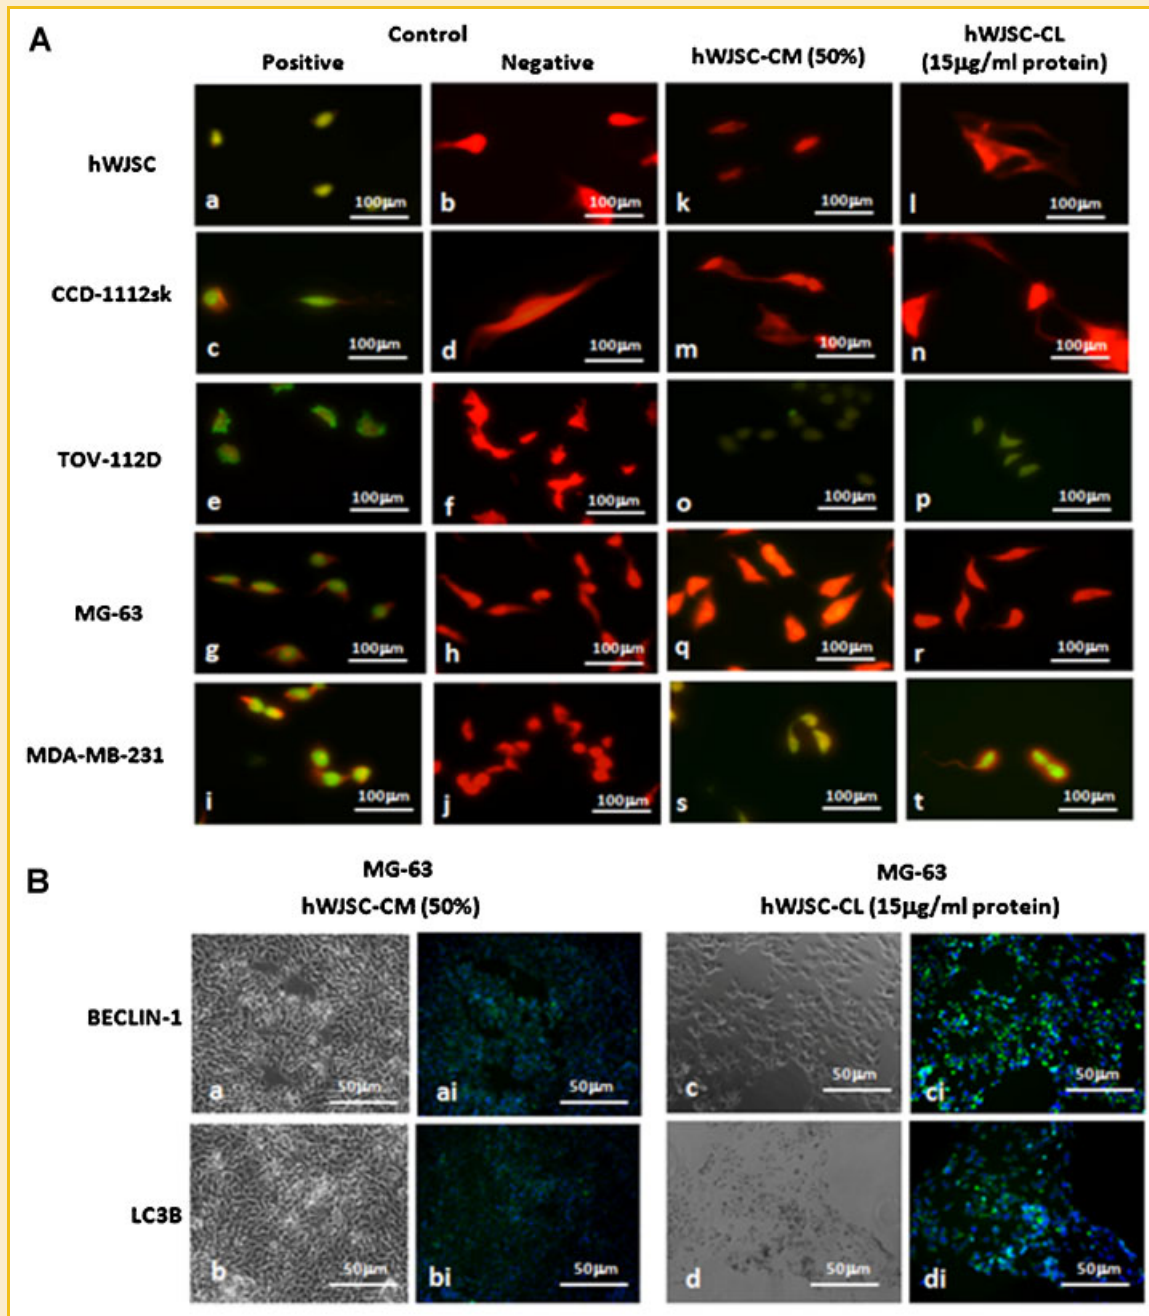 A
Control
Positive
Negative
hWJSC-CM (50%)
hWJSC-CL
(15µg/ml protein)
hWJSC
a 100µm
b 100µm
k 100µm
l 100µm
CCD-1112sk
c 100µm
d 100µm
m 100µm
n 100µm
TOV-112D
e 100µm
f 100µm
o 100µm
p 100µm
MG-63
g 100µm
h 100µm
q 100µm
r 100µm
MDA-MB-231
i 100µm
j 100µm
s 100µm
t 100µm
B
MG-63
hWJSC-CM (50%)
MG-63
hWJSC-CL (15µg/ml protein)
BECLIN-1
a 50µm
ai 50µm
c 50µm
ci 50µm
LC3B
b 50µm
bi 50µm
d 50µm
di 50µm